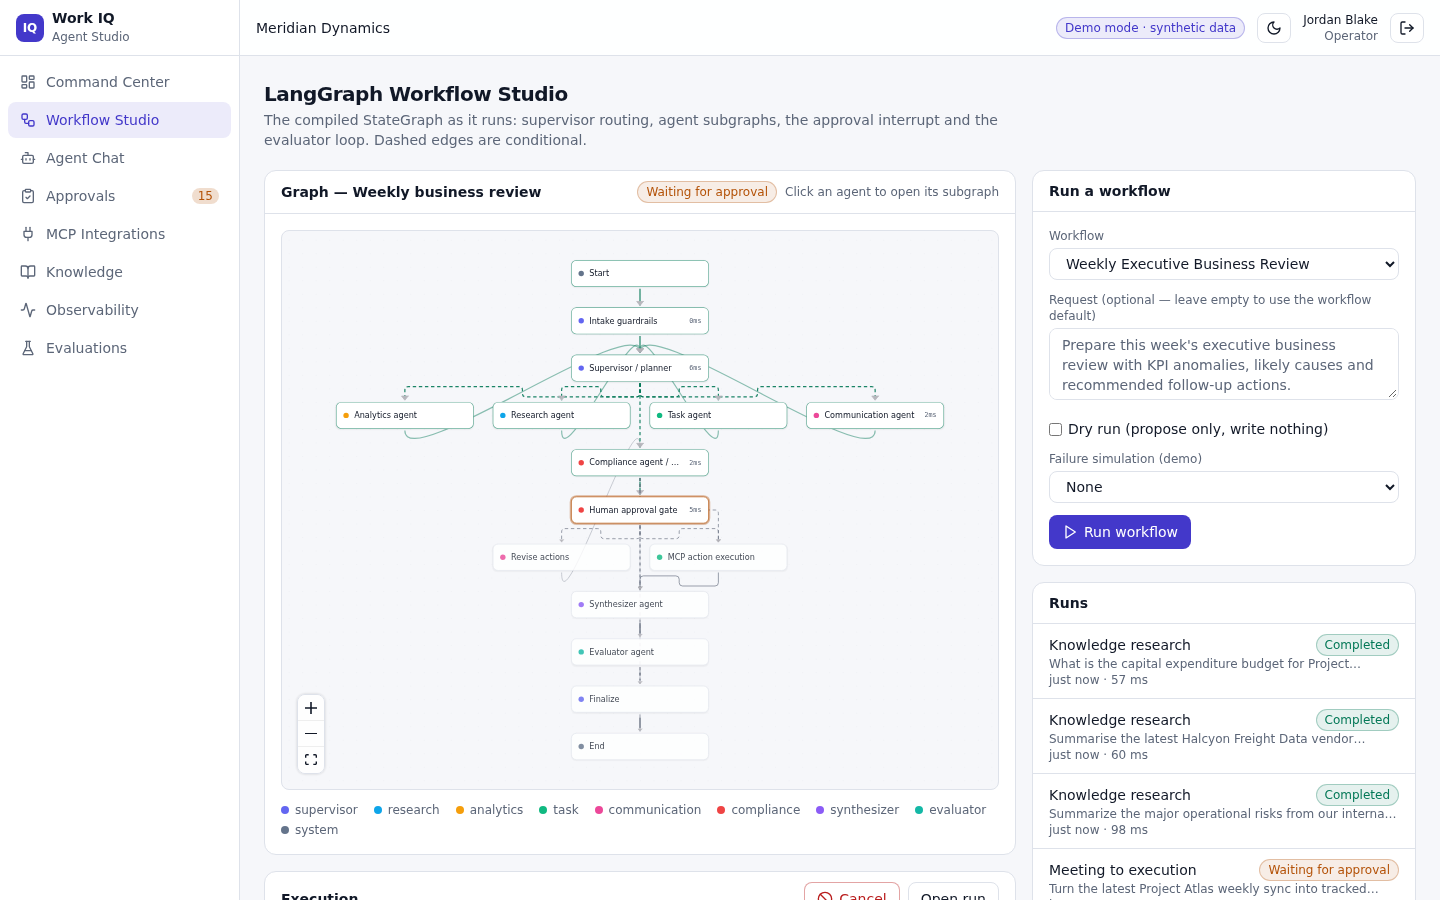 IQ
Work IQ
Agent Studio
Meridian Dynamics
Demo mode · synthetic data
Jordan Blake
Operator
Command Center
Workflow Studio
Agent Chat
Approvals
15
MCP Integrations
Knowledge
Observability
Evaluations
LangGraph Workflow Studio
The compiled StateGraph as it runs: supervisor routing, agent subgraphs, the approval interrupt and the
evaluator loop. Dashed edges are conditional.
Graph — Weekly business review
Waiting for approval
Click an agent to open its subgraph
Start
Intake guardrails
0ms
Supervisor / planner
6ms
Analytics agent
Research agent
Task agent
Communication agent
2ms
Compliance agent / ...
2ms
Human approval gate
5ms
Revise actions
MCP action execution
Synthesizer agent
Evaluator agent
Finalize
End
supervisor
research
analytics
task
communication
compliance
synthesizer
evaluator
system
Execution
Cancel
Open run
Run a workflow
Workflow
Weekly Executive Business Review
Request (optional — leave empty to use the workflow
default)
Prepare this week's executive business
review with KPI anomalies, likely causes and
recommended follow-up actions.
Dry run (propose only, write nothing)
Failure simulation (demo)
None
Run workflow
Runs
Knowledge research
Completed
What is the capital expenditure budget for Project…
just now · 57 ms
Knowledge research
Completed
Summarise the latest Halcyon Freight Data vendor…
just now · 60 ms
Knowledge research
Completed
Summarize the major operational risks from our interna…
just now · 98 ms
Meeting to execution
Waiting for approval
Turn the latest Project Atlas weekly sync into tracked…